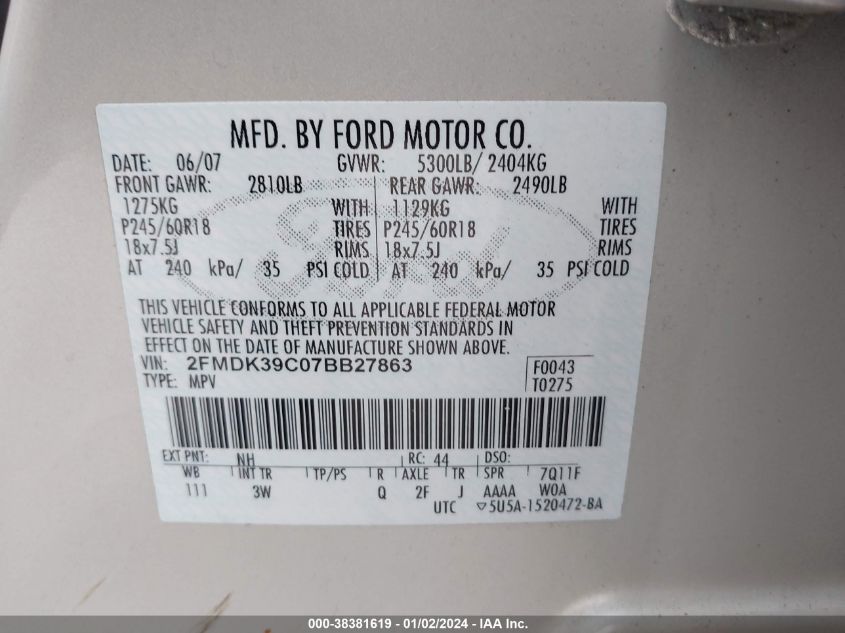 MFD. BY FORD MOTOR CO.
DATE: 06/07 GVWR: 5300LB/ 2404KG
FRONT GAWR: 2810LB REAR GAWR: 2490LB
1275KG WITH 1129KG WITH
P245/60R18 TIRES P245/60R18 TIRES
18x7.5J RIMS 18x7.5J RIMS
AT 240 kPa/ 35 PSI COLD AT 240 kPa/ 35 PSI COLD
THIS VEHICLE CONFORMS TO ALL APPLICABLE FEDERAL MOTOR
VEHICLE SAFETY AND THEFT PREVENTION STANDARDS IN
EFFECT ON THE DATE OF MANUFACTURE SHOWN ABOVE.
VIN: 2FMDK39C07BB27863 F0043
TYPE: MPV T0275
EXT PNT: NH RC: 44 DSO:
WB INT TR TP/PS R AXLE TR SPR 7Q11F
111 3W Q 2F J AAAA W0A
UTC ▽5U5A-1520472-BA
000-38381619 - 01/02/2024 - IAA Inc.